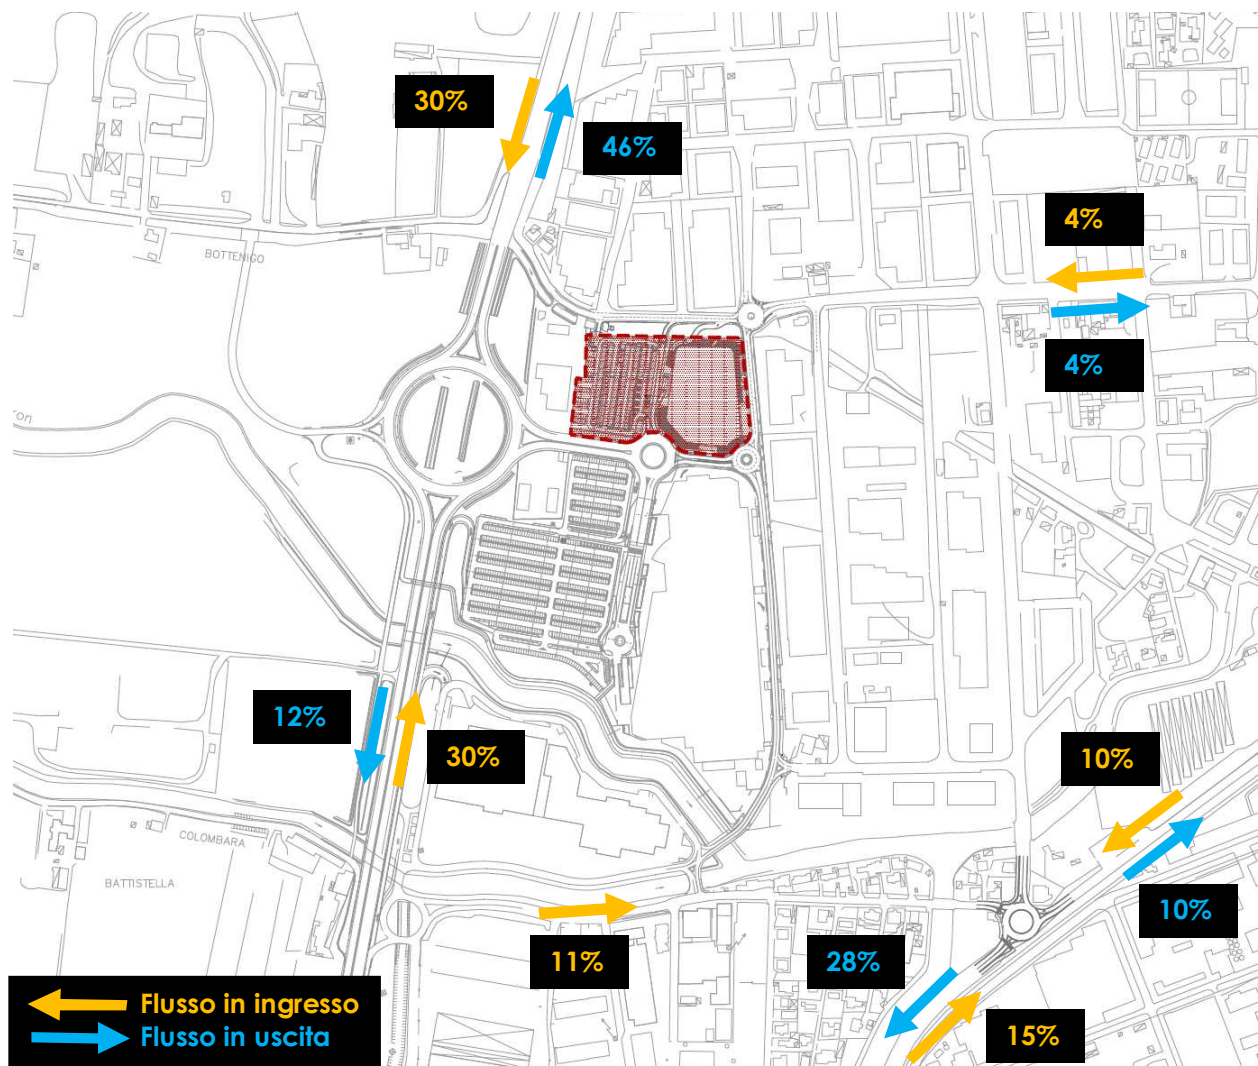 30%
46%
4%
BOTTENIGO
4%
12%
30%
10%
COLOMBARA
BATTISTELLA
10%
11%
28%
15%
Flusso in ingresso
Flusso in uscita